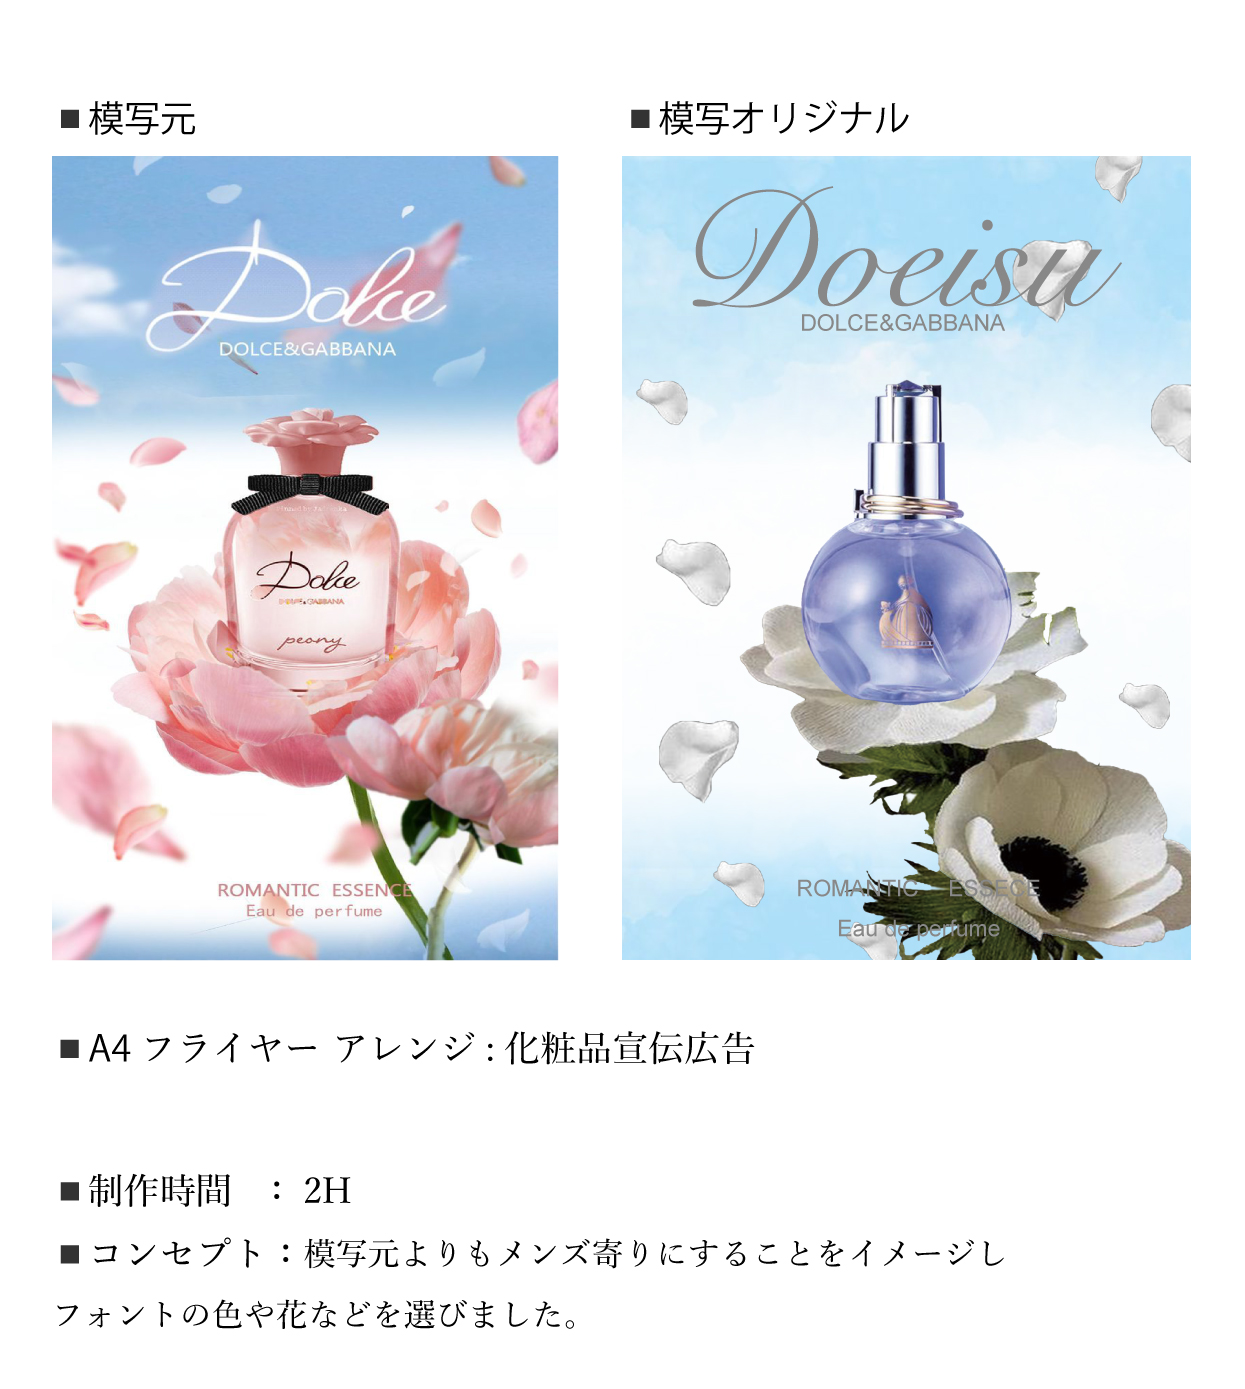 ■模写元
■模写オリジナル
Dolce
DOLCE&GABBANA
Dolce
DOLCE&GABBANA
peony
ROMANTIC ESSENCE
Eau de perfume
Doeisu
DOLCE&GABBANA
ROMANTIC ESSECE
Eau de perfume
■A4 フライヤー アレンジ : 化粧品宣伝広告
■制作時間 : 2H
■コンセプト：模写元よりもメンズ寄りにすることをイメージし
フォントの色や花などを選びました。